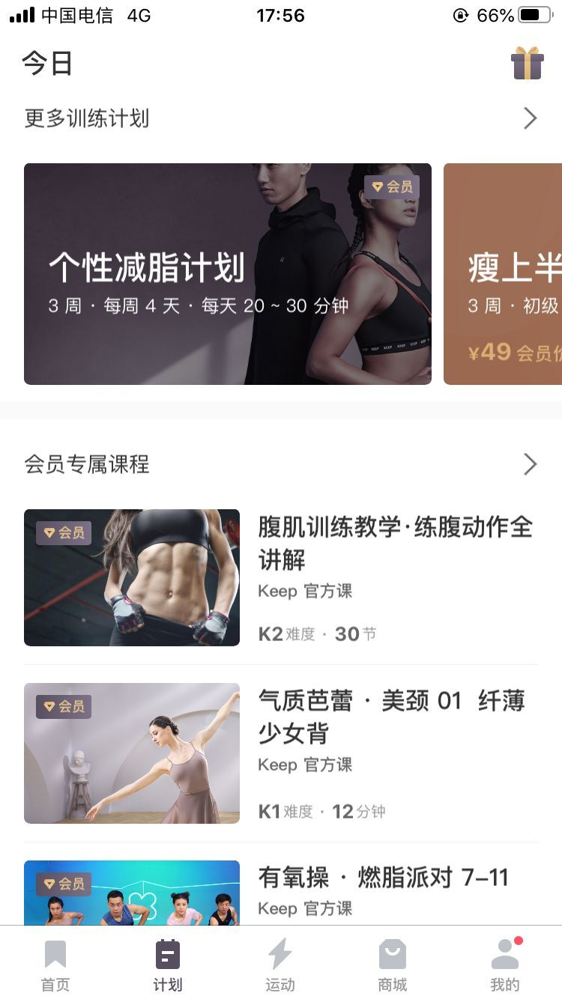 中国电信 4G 17:56 66%
今日
更多训练计划
会员
个性减脂计划
3 周 · 每周 4 天 · 每天 20 ~ 30 分钟
瘦上半
3 周 · 初级
¥49 会员价
会员专属课程
会员
腹肌训练教学·练腹动作全
讲解
Keep 官方课
K2 难度 · 30 节
会员
气质芭蕾 · 美颈 01 纤薄
少女背
Keep 官方课
K1 难度 · 12 分钟
会员
有氧操 · 燃脂派对 7–11
Keep 官方课
首页
计划
运动
商城
我的